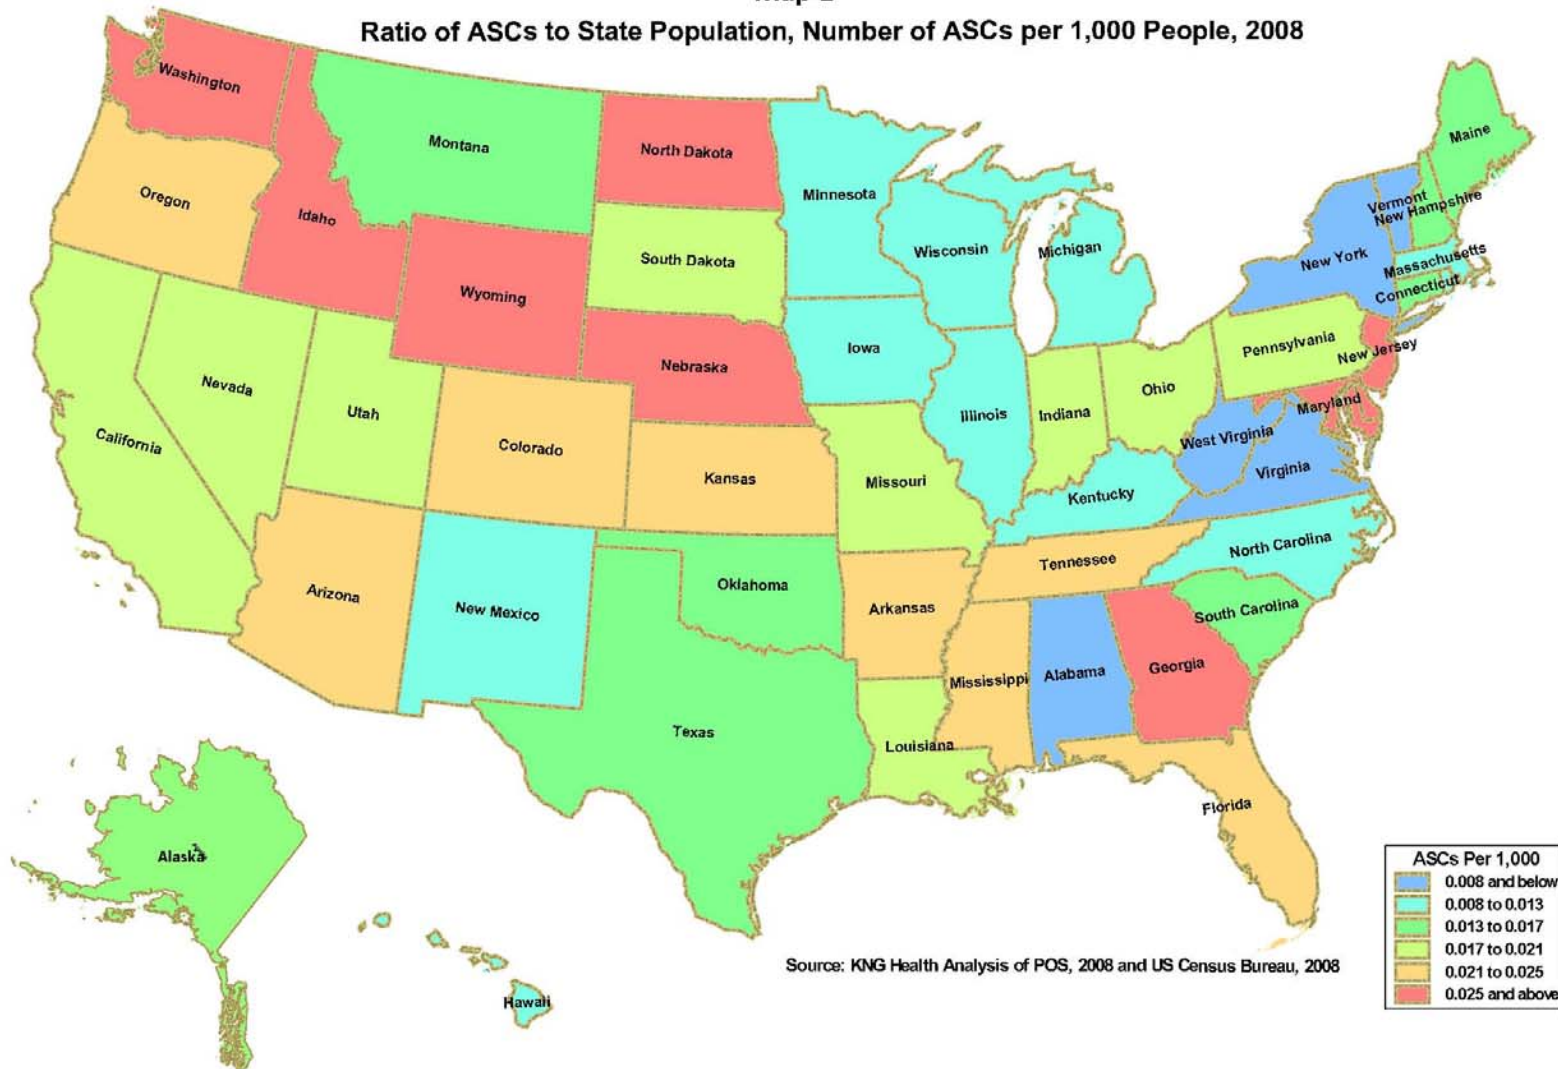 Ratio of ASCs to State Population, Number of ASCs per 1,000 People, 2008
Washington
Montana
North Dakota
Minnesota
Maine
Oregon
Idaho
Vermont
New Hampshire
Wisconsin
Michigan
South Dakota
New York
Massachusetts
Wyoming
Connecticut
Iowa
Pennsylvania
New Jersey
Nebraska
Nevada
Utah
Ohio
Illinois
Indiana
Maryland
California
Colorado
West Virginia
Kansas
Missouri
Virginia
Kentucky
North Carolina
Tennessee
Arizona
Oklahoma
New Mexico
Arkansas
South Carolina
Georgia
Alabama
Mississippi
Texas
Louisiana
Florida
Alaska
Hawaii
ASCs Per 1,000
0.008 and below
0.008 to 0.013
0.013 to 0.017
0.017 to 0.021
0.021 to 0.025
0.025 and above
Source: KNG Health Analysis of POS, 2008 and US Census Bureau, 2008